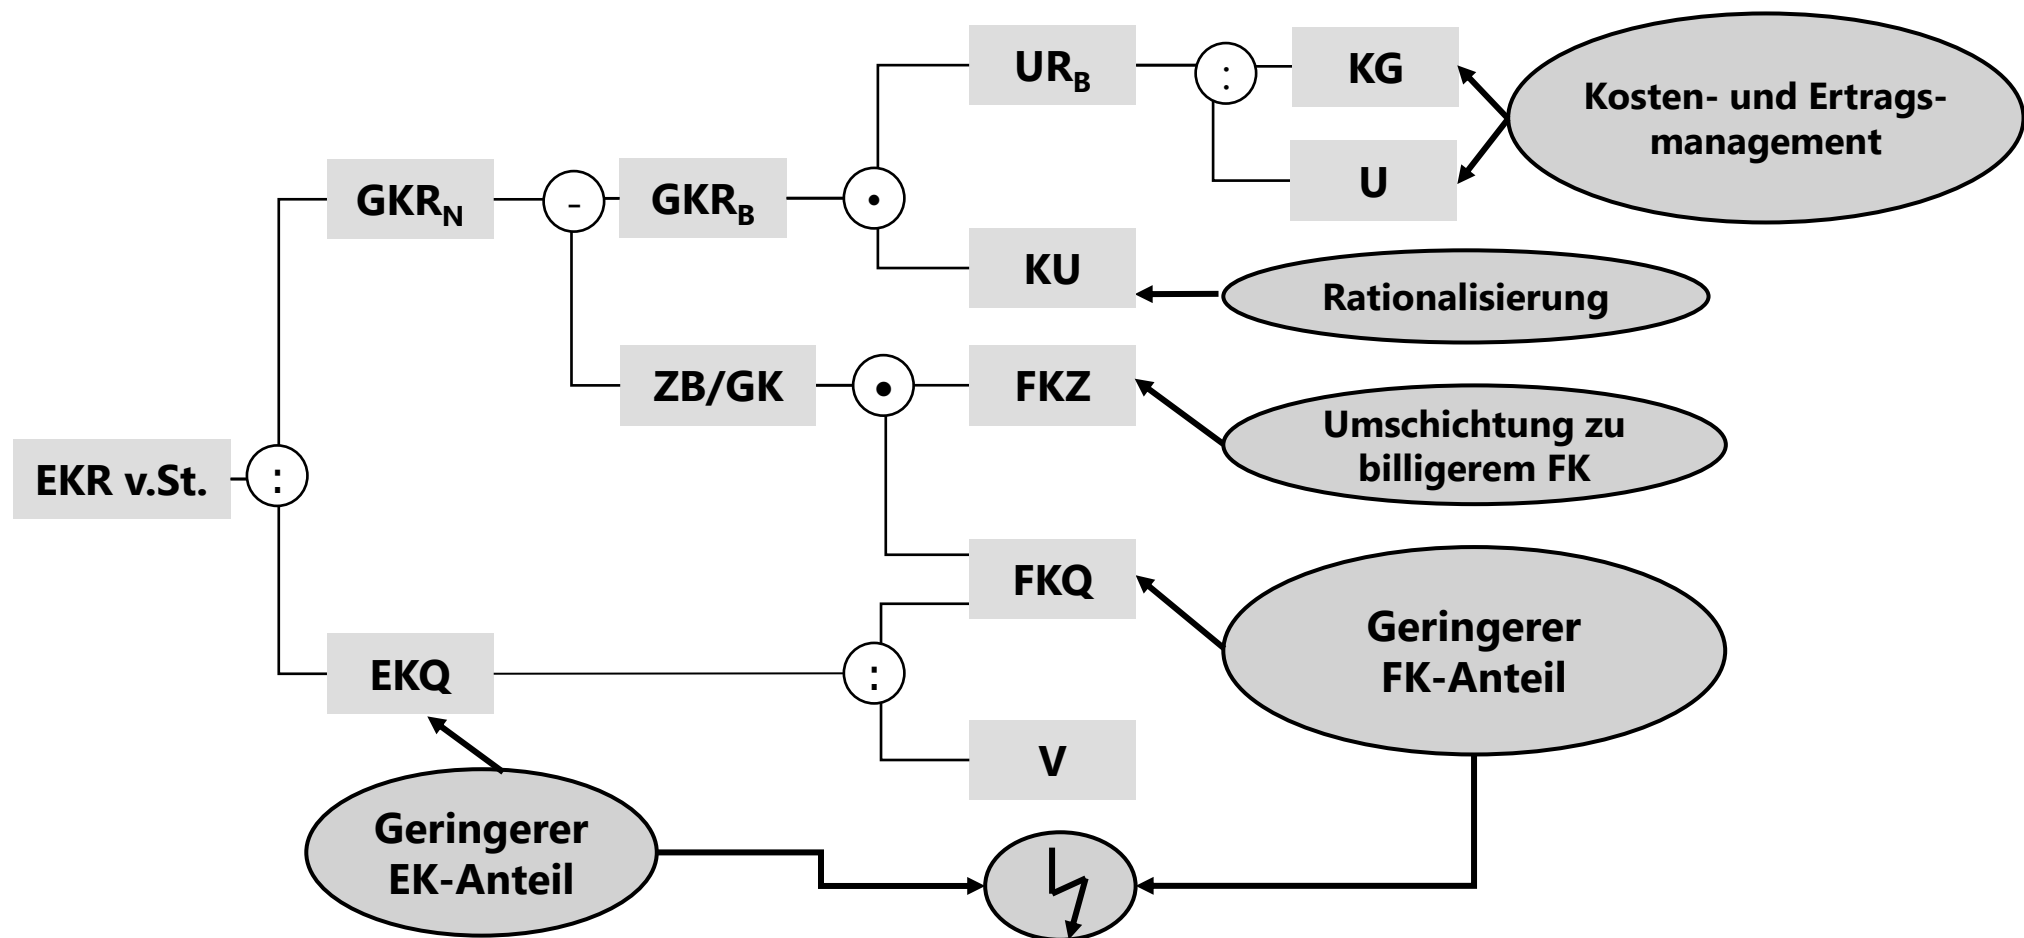 URB
:
KG
Kosten- und Ertrags-
management
U
GKRN
-
GKRB
•
KU
Rationalisierung
ZB/GK
•
FKZ
Umschichtung zu
billigerem FK
EKR v.St.
:
FKQ
Geringerer
FK-Anteil
EKQ
:
V
Geringerer
EK-Anteil